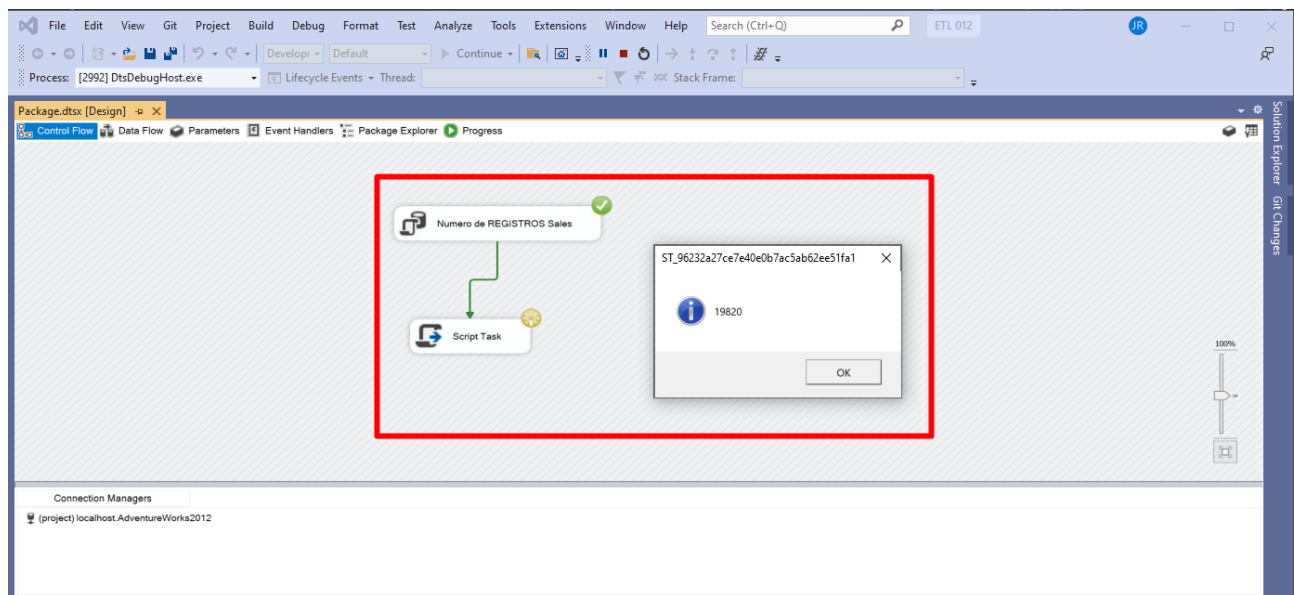 File Edit View Git Project Build Debug Format Test Analyze Tools Extensions Window Help Search (Ctrl+Q) ETL 012 JR
Develop Default Continue
Process: [2992] DtsDebugHost.exe Lifecycle Events Thread: Stack Frame:
Package.dtsx [Design]
Control Flow Data Flow Parameters Event Handlers Package Explorer Progress
Solution Explorer
Git Changes
Numero de REGISTROS Sales
ST_96232a27ce7e40e0b7ac5ab62ee51fa1
19820
Script Task
OK
100%
Connection Managers
(project) localhost.AdventureWorks2012